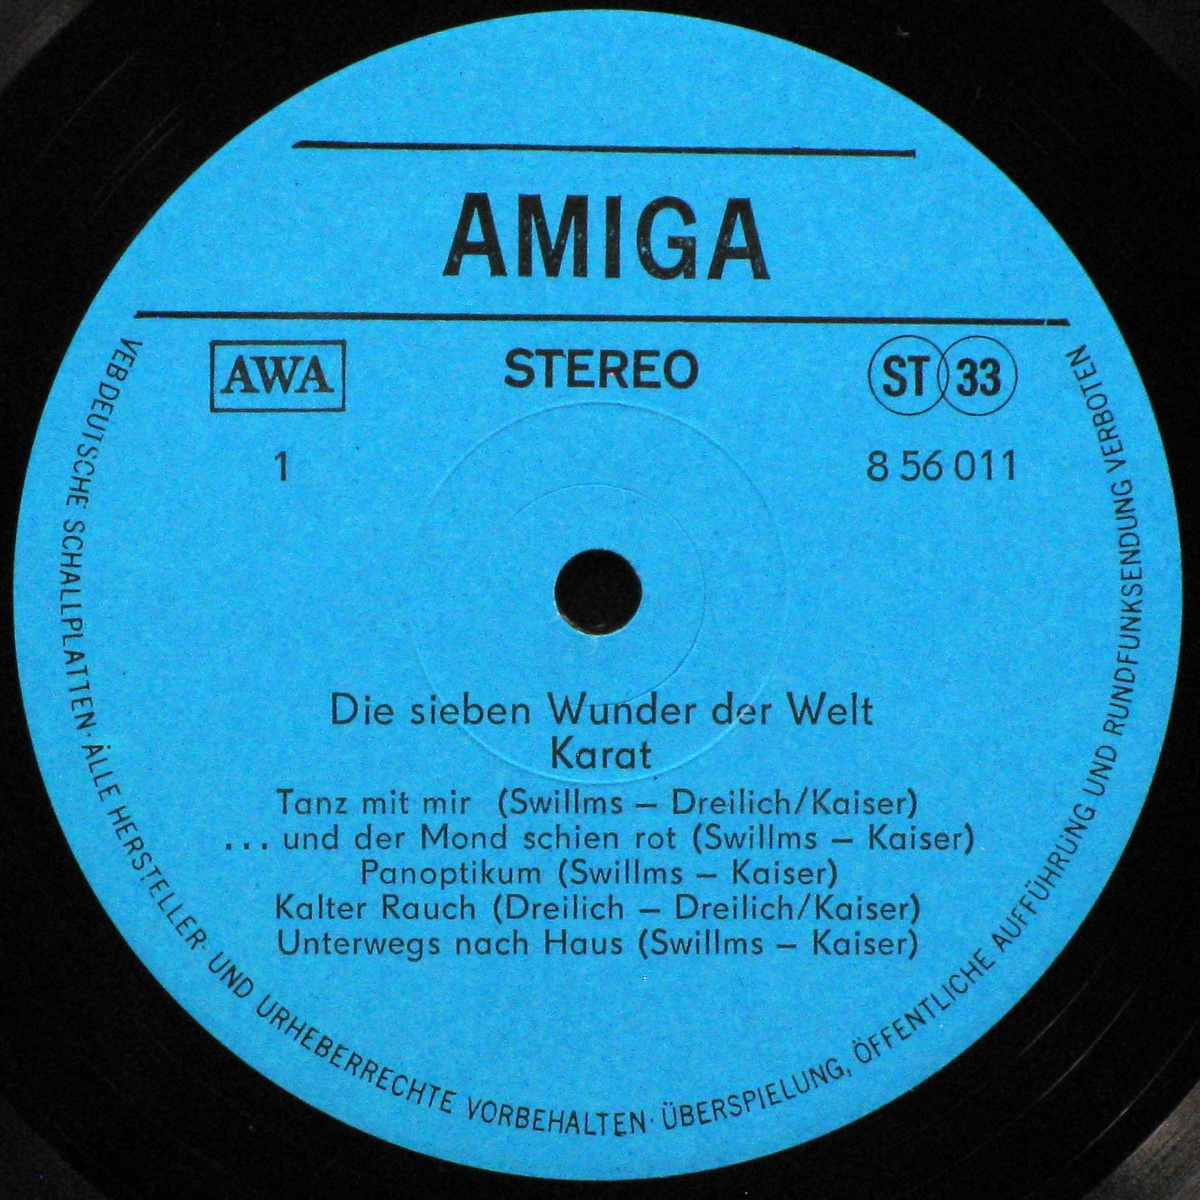 AMIGA
AWA
STEREO
ST 33
1
8 56 011
Die sieben Wunder der Welt
Karat
Tanz mit mir (Swillms – Dreilich/Kaiser)
... und der Mond schien rot (Swillms – Kaiser)
Panoptikum (Swillms – Kaiser)
Kalter Rauch (Dreilich – Dreilich/Kaiser)
Unterwegs nach Haus (Swillms – Kaiser)
VEB DEUTSCHE SCHALLPLATTEN · ALLE HERSTELLER- UND URHEBERRECHTE VORBEHALTEN · ÜBERSPIELUNG, ÖFFENTLICHE AUFFÜHRUNG UND RUNDFUNKSENDUNG VERBOTEN